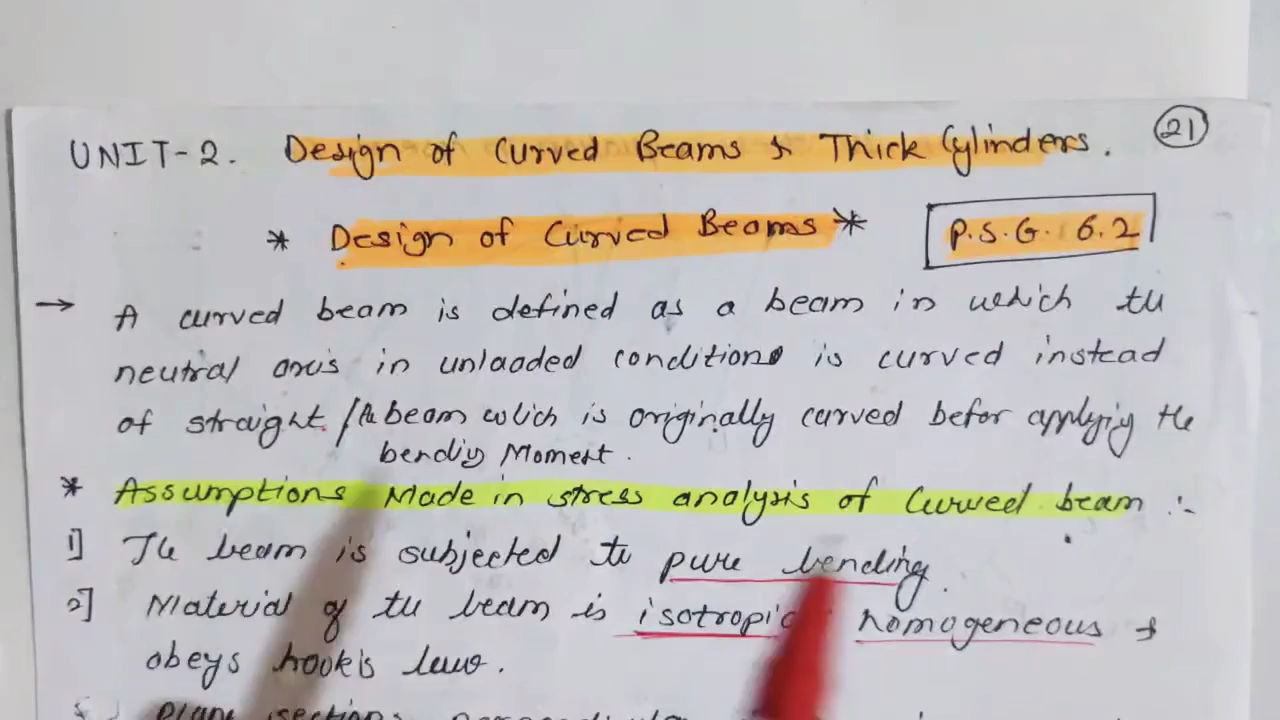 UNIT-2. Design of Curved Beams & Thick Cylinders. 21
* Design of Curved Beams * P.S.G. 6.2
→ A curved beam is defined as a beam in which the
neutral axis in unloaded condition is curved instead
of straight. / A beam which is originally curved befor applying the
bending Moment.
* Assumptions Made in stress analysis of Curved beam :-
1] The beam is subjected to pure bending.
2] Material of the beam is isotropic homogeneous &
obeys hook's law.
Plane sections